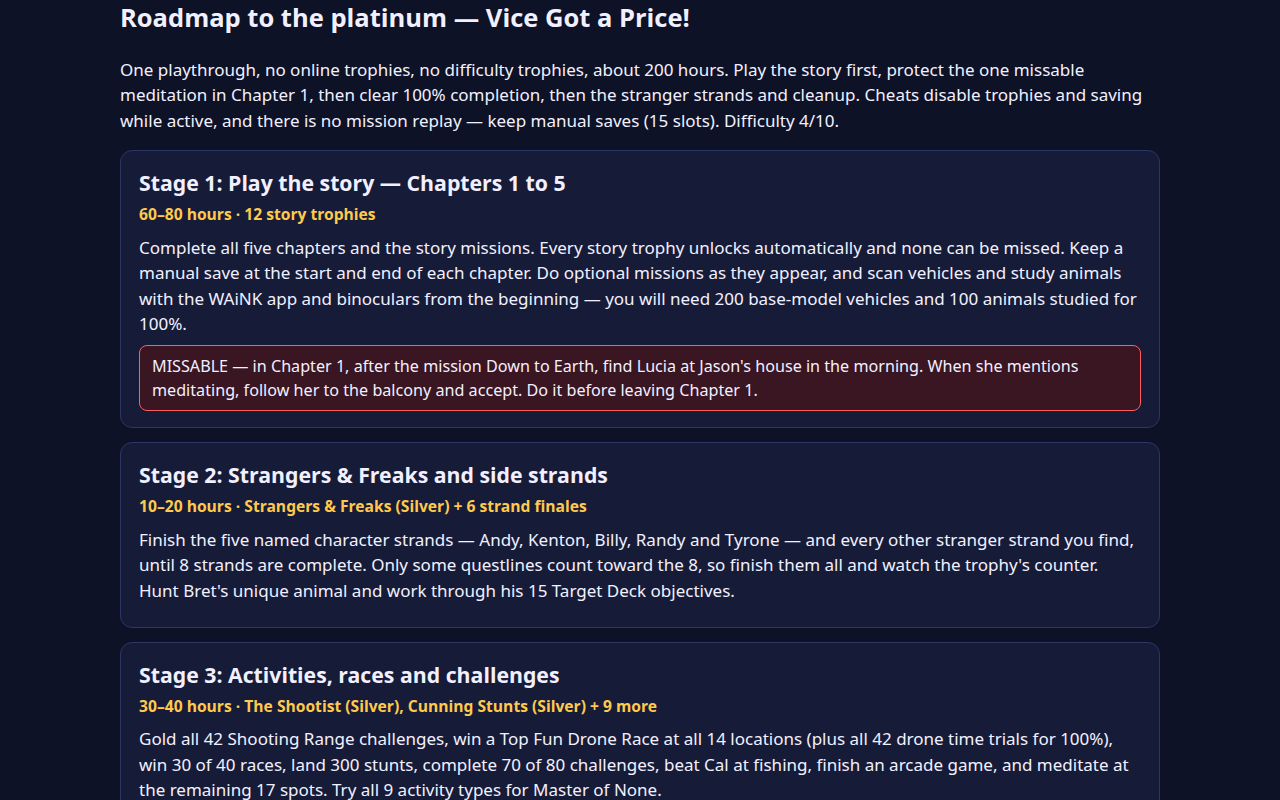 Roadmap to the platinum — Vice Got a Price!
One playthrough, no online trophies, no difficulty trophies, about 200 hours. Play the story first, protect the one missable
meditation in Chapter 1, then clear 100% completion, then the stranger strands and cleanup. Cheats disable trophies and saving
while active, and there is no mission replay — keep manual saves (15 slots). Difficulty 4/10.
Stage 1: Play the story — Chapters 1 to 5
60–80 hours · 12 story trophies
Complete all five chapters and the story missions. Every story trophy unlocks automatically and none can be missed. Keep a
manual save at the start and end of each chapter. Do optional missions as they appear, and scan vehicles and study animals
with the WAiNK app and binoculars from the beginning — you will need 200 base-model vehicles and 100 animals studied for
100%.
MISSABLE — in Chapter 1, after the mission Down to Earth, find Lucia at Jason's house in the morning. When she mentions
meditating, follow her to the balcony and accept. Do it before leaving Chapter 1.
Stage 2: Strangers & Freaks and side strands
10–20 hours · Strangers & Freaks (Silver) + 6 strand finales
Finish the five named character strands — Andy, Kenton, Billy, Randy and Tyrone — and every other stranger strand you find,
until 8 strands are complete. Only some questlines count toward the 8, so finish them all and watch the trophy's counter.
Hunt Bret's unique animal and work through his 15 Target Deck objectives.
Stage 3: Activities, races and challenges
30–40 hours · The Shootist (Silver), Cunning Stunts (Silver) + 9 more
Gold all 42 Shooting Range challenges, win a Top Fun Drone Race at all 14 locations (plus all 42 drone time trials for 100%),
win 30 of 40 races, land 300 stunts, complete 70 of 80 challenges, beat Cal at fishing, finish an arcade game, and meditate at
the remaining 17 spots. Try all 9 activity types for Master of None.